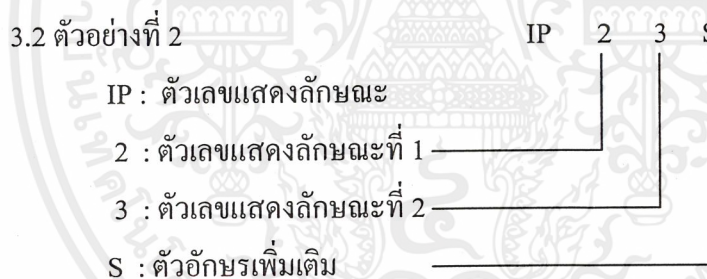 3.2 ตัวอย่างที่ 2 IP 2 3 S
IP : ตัวเลขแสดงลักษณะ
2 : ตัวเลขแสดงลักษณะที่ 1
3 : ตัวเลขแสดงลักษณะที่ 2
S : ตัวอักษรเพิ่มเติม